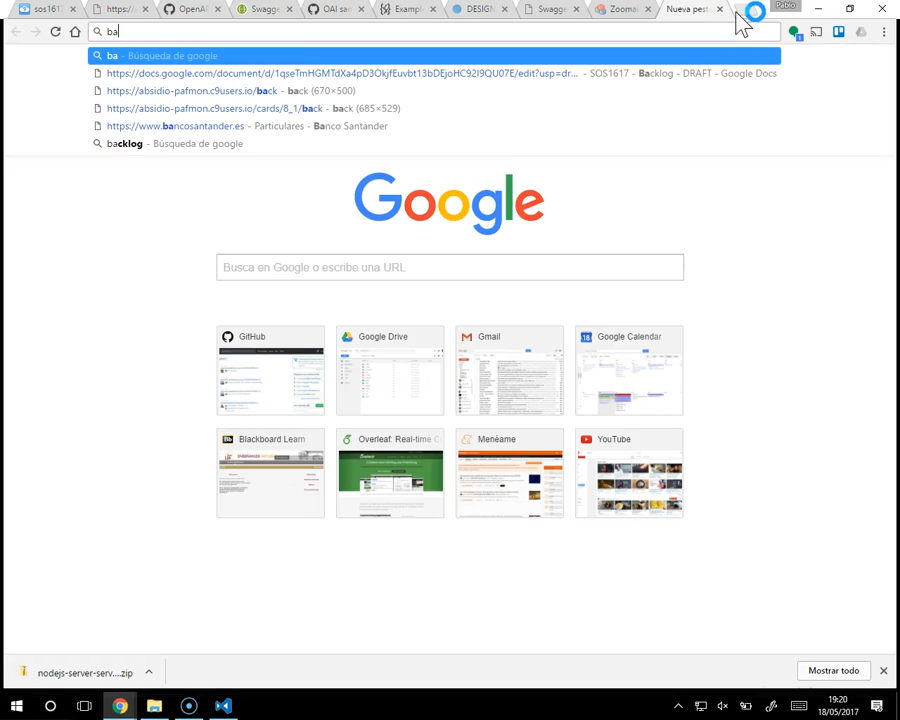 sos1617
https://
OpenAP
Swagge
OAI sa
Exampl
DESIGN
Swagge
Zoomal
Nueva pest
Pablo
ba
ba - Búsqueda de google
https://docs.google.com/document/d/1qseTmHGMTdXa4pD3OkjfEuvbt13bDEjoHC92I9QU07E/edit?usp=dr... - SOS1617 - Backlog - DRAFT - Google Docs
https://absidio-pafmon.c9users.io/back - back (670×500)
https://absidio-pafmon.c9users.io/cards/8_1/back - back (685×529)
https://www.bancosantander.es - Particulares - Banco Santander
backlog - Búsqueda de google
Google
Busca en Google o escribe una URL
GitHub
Google Drive
Gmail
18 Google Calendar
Bb Blackboard Learn
Overleaf: Real-time C
Menéame
YouTube
nodejs-server-serv....zip
Mostrar todo
19:20
18/05/2017